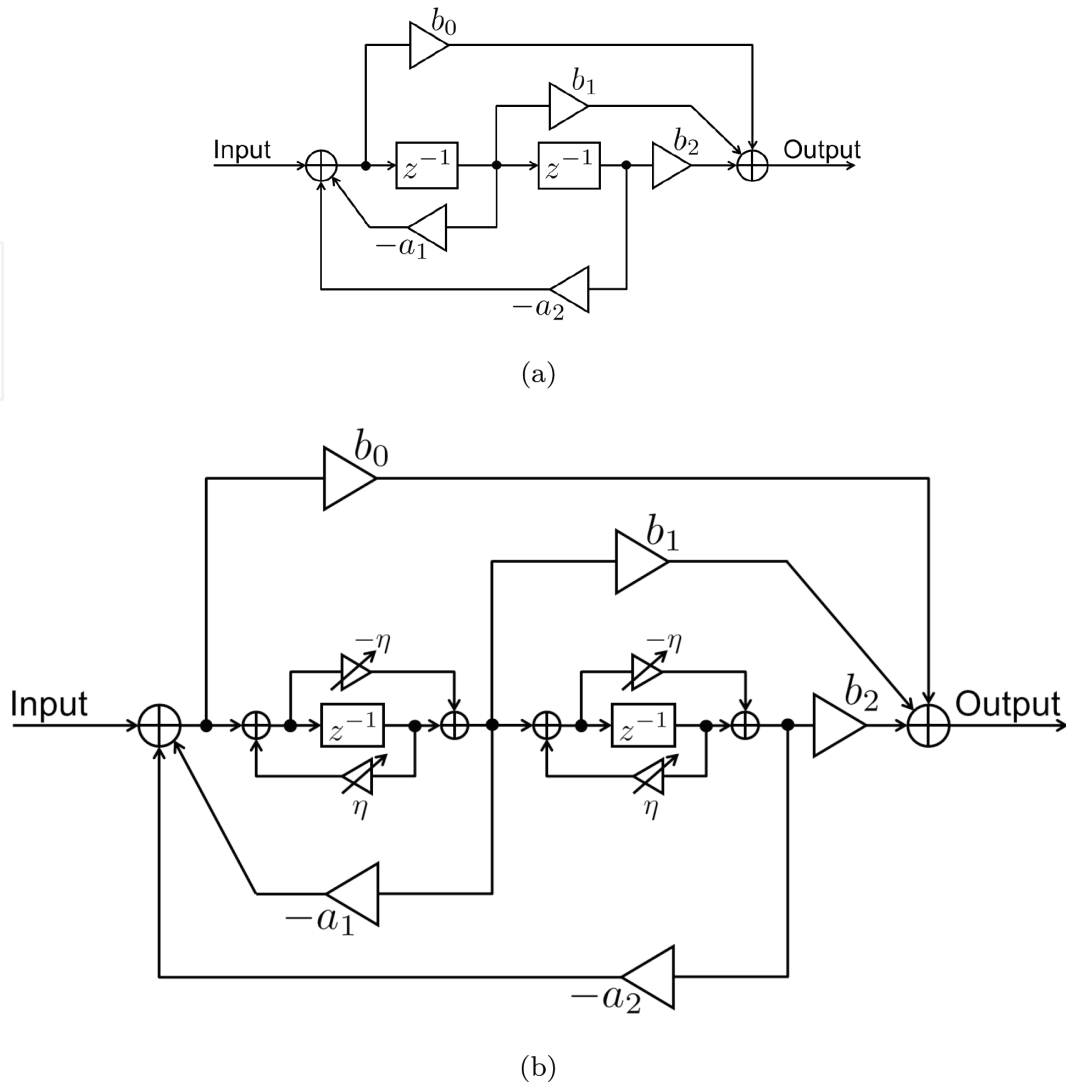 b₀
b₁
Input z⁻¹ z⁻¹ b₂ Output
−a₁
−a₂
(a)
b₀
b₁
−η −η
Input z⁻¹ z⁻¹ b₂ Output
η η
−a₁
−a₂
(b)